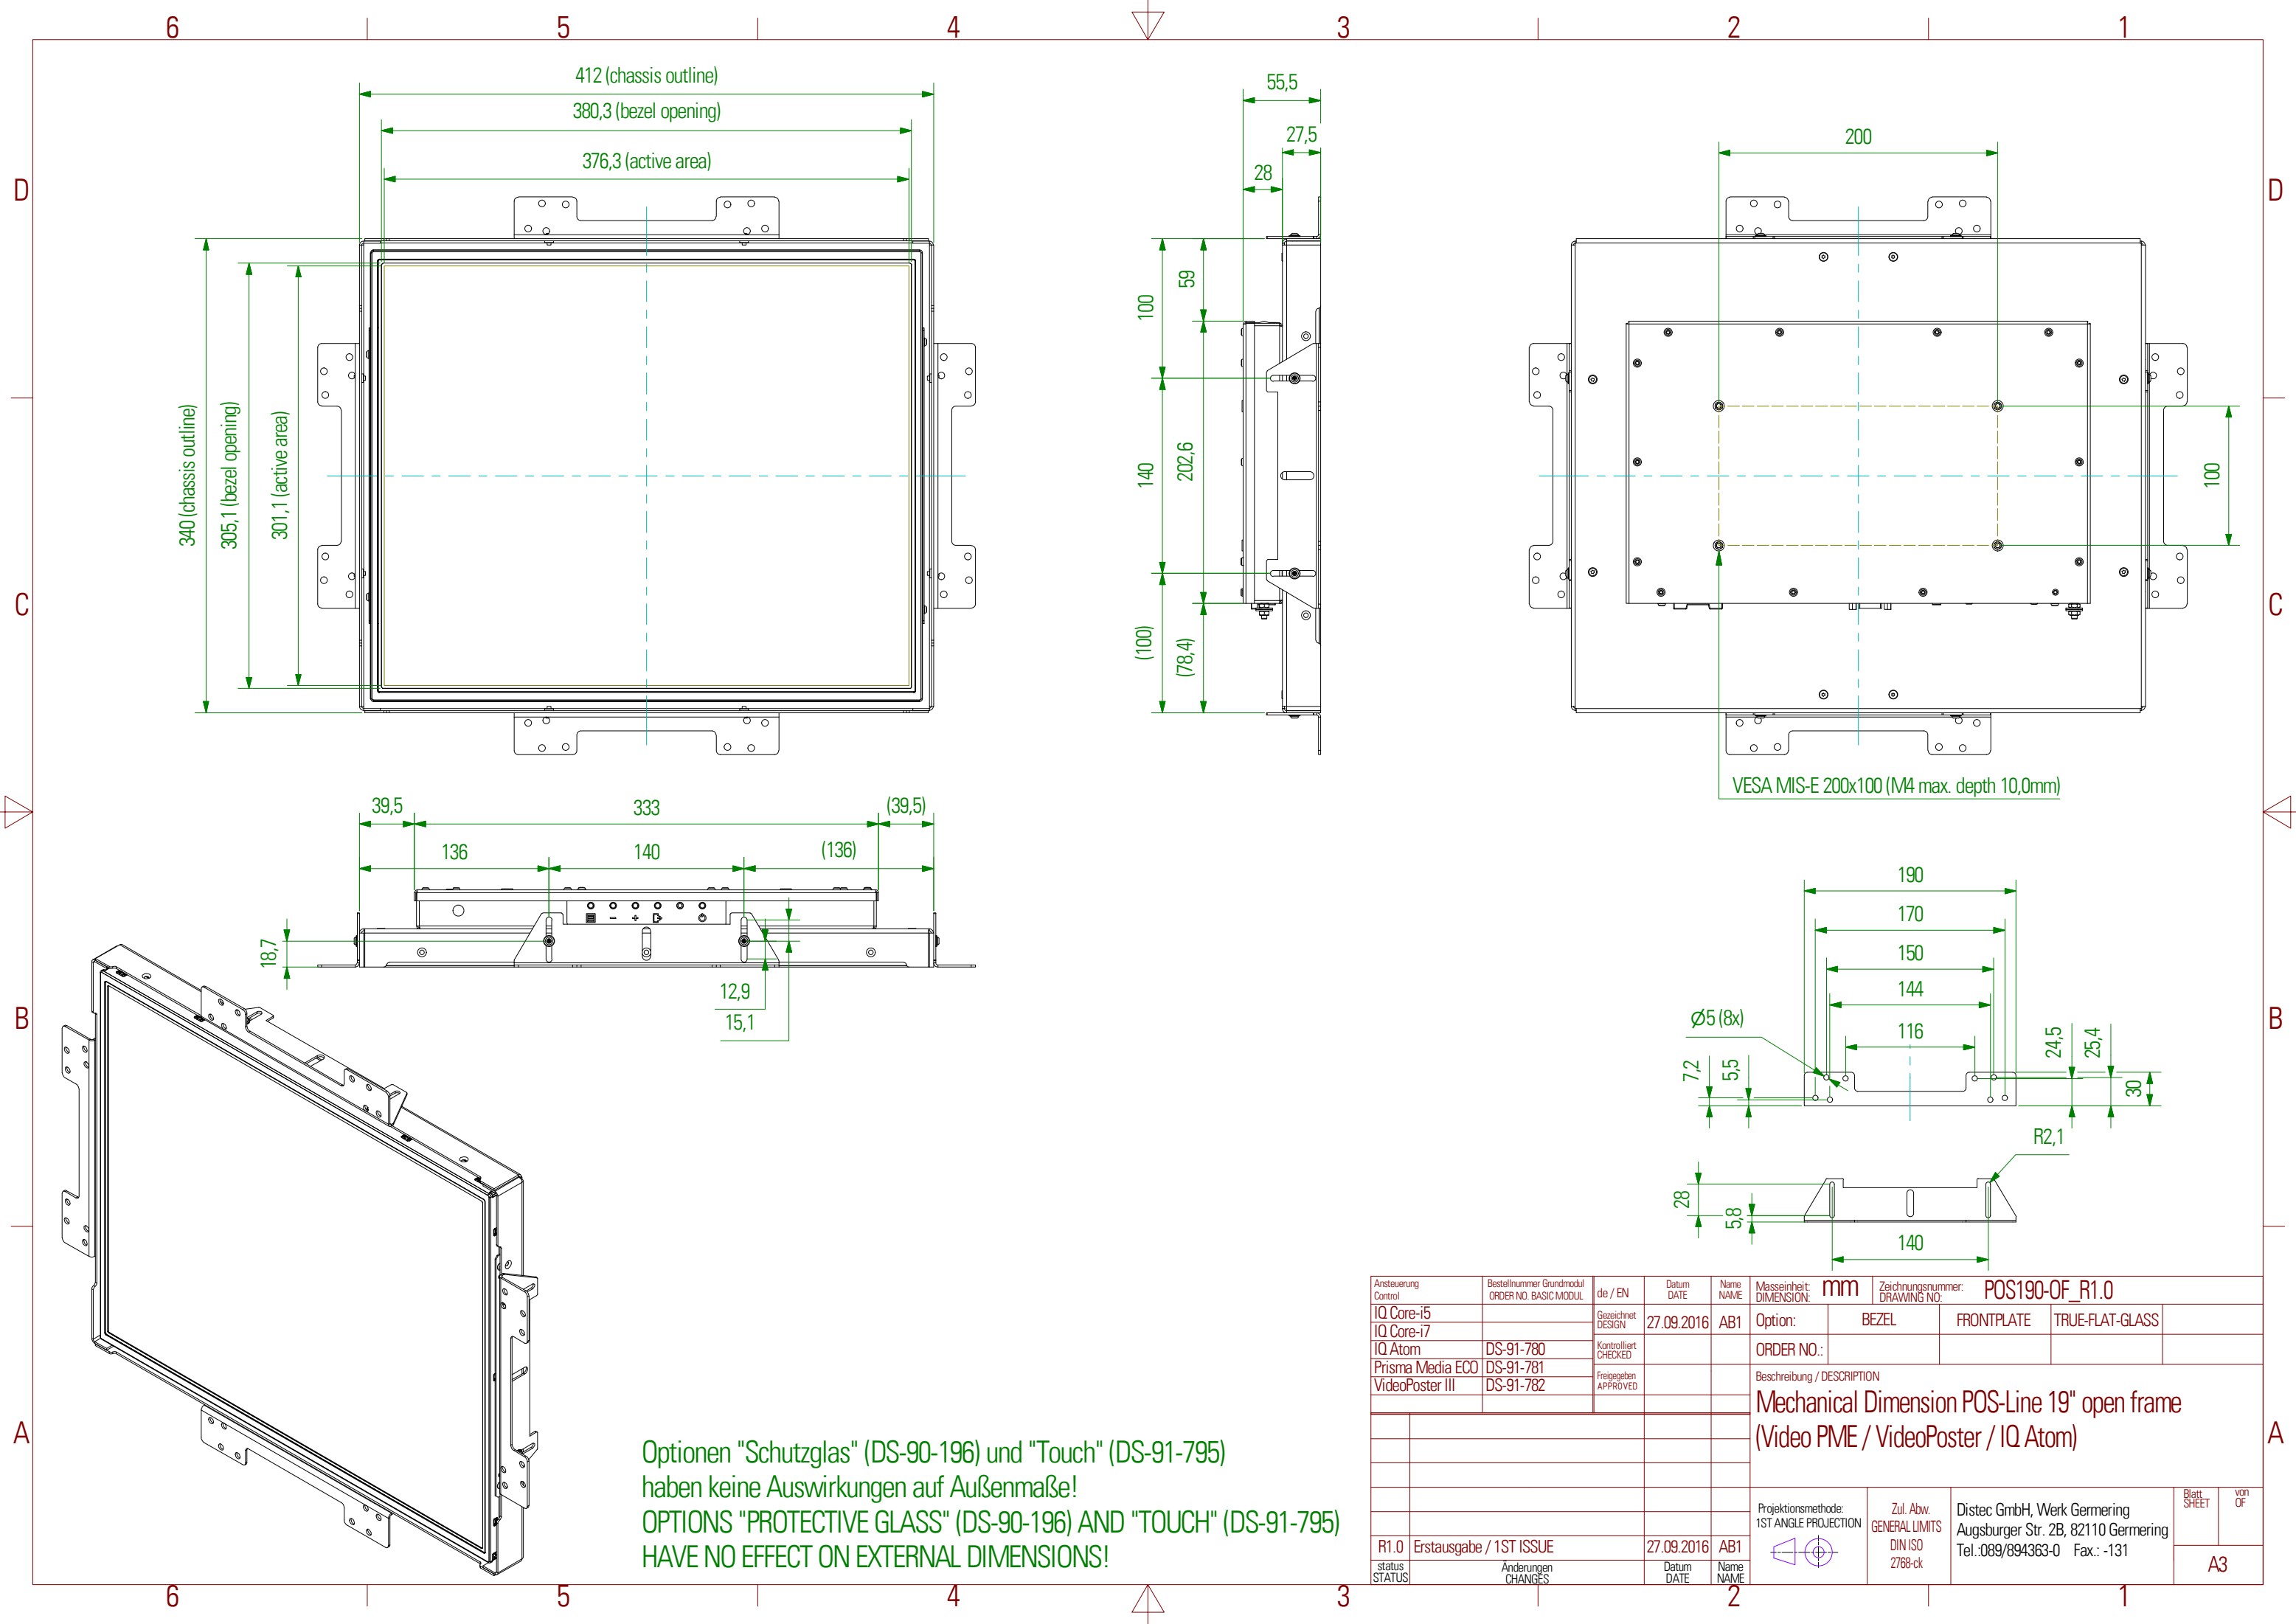 6 5 4 3 2 1
D
D
C
C
B
B
A
A
412 (chassis outline)
380,3 (bezel opening)
376,3 (active area)
340 (chassis outline)
305,1 (bezel opening)
301,1 (active area)
55,5
27,5
28
100
59
140
202,6
(100)
(78,4)
200
100
VESA MIS-E 200x100 (M4 max. depth 10,0mm)
39,5
333
(39,5)
136
140
(136)
18,7
12,9
15,1
190
170
150
144
116
Ø5 (8x)
7,2
5,5
24,5
25,4
30
R2,1
28
5,8
140
Optionen "Schutzglas" (DS-90-196) und "Touch" (DS-91-795)
haben keine Auswirkungen auf Außenmaße!
OPTIONS "PROTECTIVE GLASS" (DS-90-196) AND "TOUCH" (DS-91-795)
HAVE NO EFFECT ON EXTERNAL DIMENSIONS!
Ansteuerung
Control
Bestellnummer Grundmodul
ORDER NO. BASIC MODUL
IQ Core-i5
IQ Core-i7
IQ Atom DS-91-780
Prisma Media ECO DS-91-781
VideoPoster III DS-91-782
de / EN
Datum
DATE
Name
NAME
Gezeichnet
DESIGN
27.09.2016 AB1
Kontrolliert
CHECKED
Freigegeben
APPROVED
Masseinheit:
DIMENSION:
mm
Zeichnungsnummer:
DRAWING NO:
POS190-OF_R1.0
Option: BEZEL FRONTPLATE TRUE-FLAT-GLASS
ORDER NO.:
Beschreibung / DESCRIPTION
Mechanical Dimension POS-Line 19" open frame
(Video PME / VideoPoster / IQ Atom)
R1.0 Erstausgabe / 1ST ISSUE 27.09.2016 AB1
status
STATUS
Änderungen
CHANGES
Datum
DATE
Name
NAME
Projektionsmethode:
1ST ANGLE PROJECTION
Zul. Abw.
GENERAL LIMITS
DIN ISO
2768-ck
Distec GmbH, Werk Germering
Augsburger Str. 2B, 82110 Germering
Tel.:089/894363-0 Fax.: -131
Blatt
SHEET
von
OF
A3
6 5 4 3 2 1